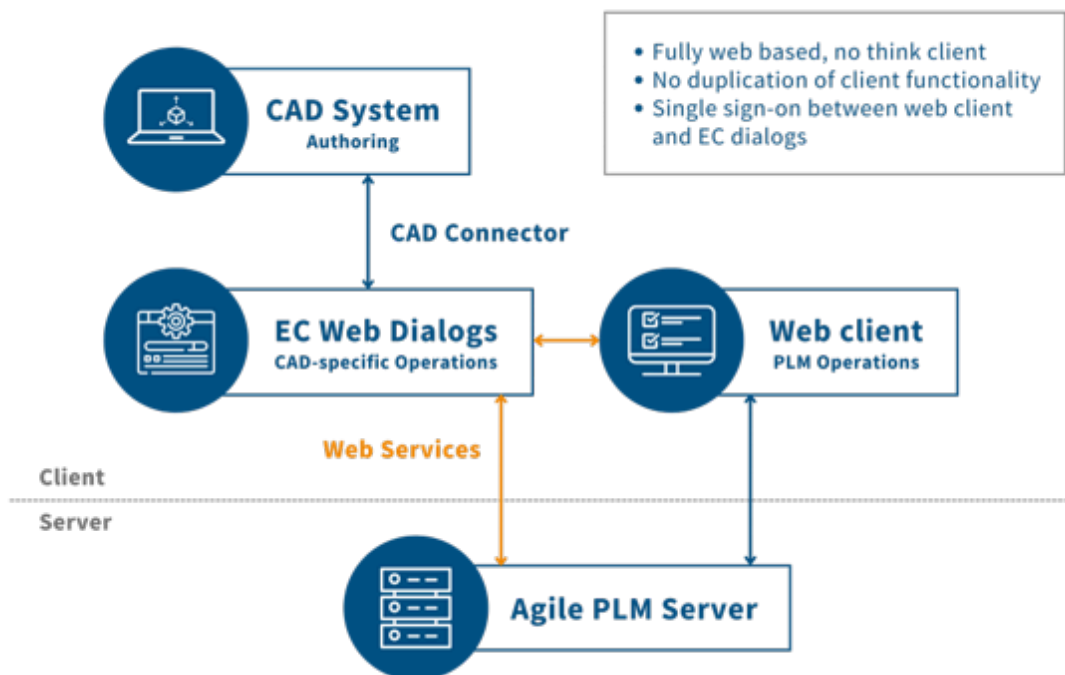 • Fully web based, no think client
• No duplication of client functionality
• Single sign-on between web client
and EC dialogs
CAD System
Authoring
CAD Connector
EC Web Dialogs
CAD-specific Operations
Web client
PLM Operations
Web Services
Client
Server
Agile PLM Server